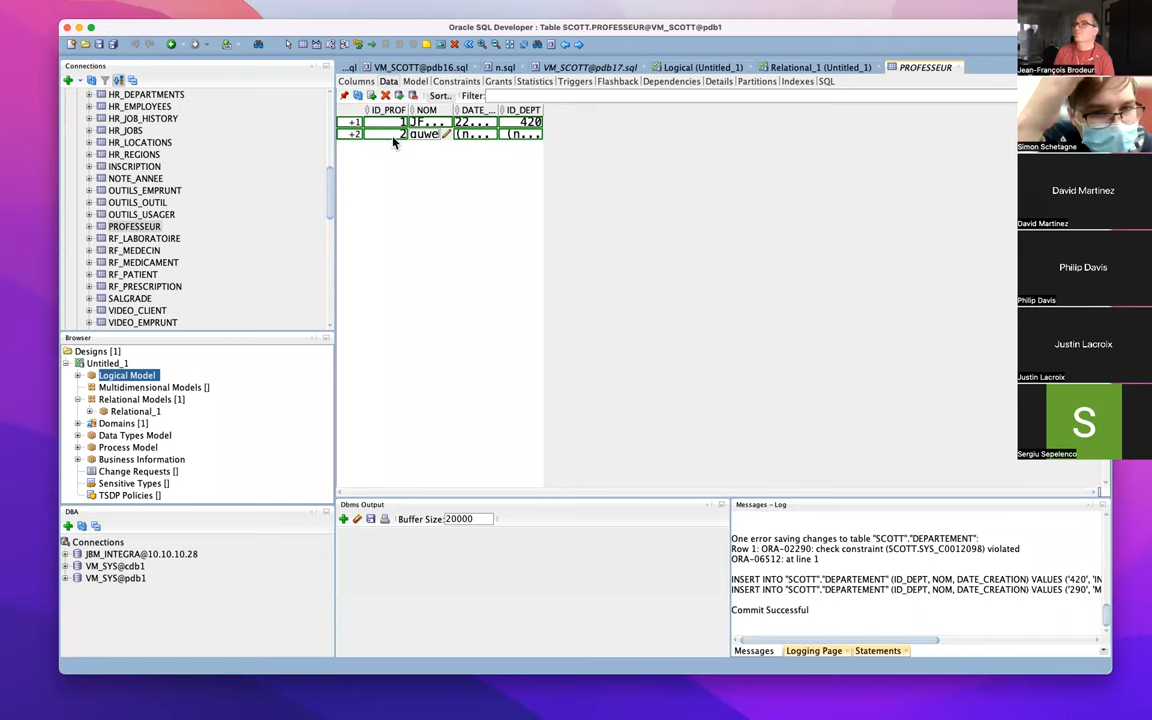 Oracle SQL Developer : Table SCOTT.PROFESSEUR@VM_SCOTT@pdb1
Connections
HR_DEPARTMENTS
HR_EMPLOYEES
HR_JOB_HISTORY
HR_JOBS
HR_LOCATIONS
HR_REGIONS
INSCRIPTION
NOTE_ANNEE
OUTILS_EMPRUNT
OUTILS_OUTIL
OUTILS_USAGER
PROFESSEUR
RF_LABORATOIRE
RF_MEDECIN
RF_MEDICAMENT
RF_PATIENT
RF_PRESCRIPTION
SALGRADE
VIDEO_CLIENT
VIDEO_EMPRUNT
Browser
Designs [1]
Untitled_1
Logical Model
Multidimensional Models []
Relational Models [1]
Relational_1
Domains [1]
Data Types Model
Process Model
Business Information
Change Requests []
Sensitive Types []
TSDP Policies []
DBA
Connections
JBM_INTEGRA@10.10.10.28
VM_SYS@cdb1
VM_SYS@pdb1
...ql VM_SCOTT@pdb16.sql n.sql VM_SCOTT@pdb17.sql Logical (Untitled_1) Relational_1 (Untitled_1) PROFESSEUR
Columns Data Model Constraints Grants Statistics Triggers Flashback Dependencies Details Partitions Indexes SQL
Sort.. Filter:
ID_PROF NOM DATE_... ID_DEPT
+1 1 JF... 22... 420
+2 2 quwe (n... (n...
Dbms Output
Buffer Size: 20000
Messages - Log
One error saving changes to table "SCOTT"."DEPARTEMENT":
Row 1: ORA-02290: check constraint (SCOTT.SYS_C0012098) violated
ORA-06512: at line 1
INSERT INTO "SCOTT"."DEPARTEMENT" (ID_DEPT, NOM, DATE_CREATION) VALUES ('420', 'IN
INSERT INTO "SCOTT"."DEPARTEMENT" (ID_DEPT, NOM, DATE_CREATION) VALUES ('290', 'M
Commit Successful
Messages Logging Page Statements
Jean-François Brodeur
Simon Schetagne
David Martinez
David Martinez
Philip Davis
Philip Davis
Justin Lacroix
Justin Lacroix
S
Sergiu Sepelenco